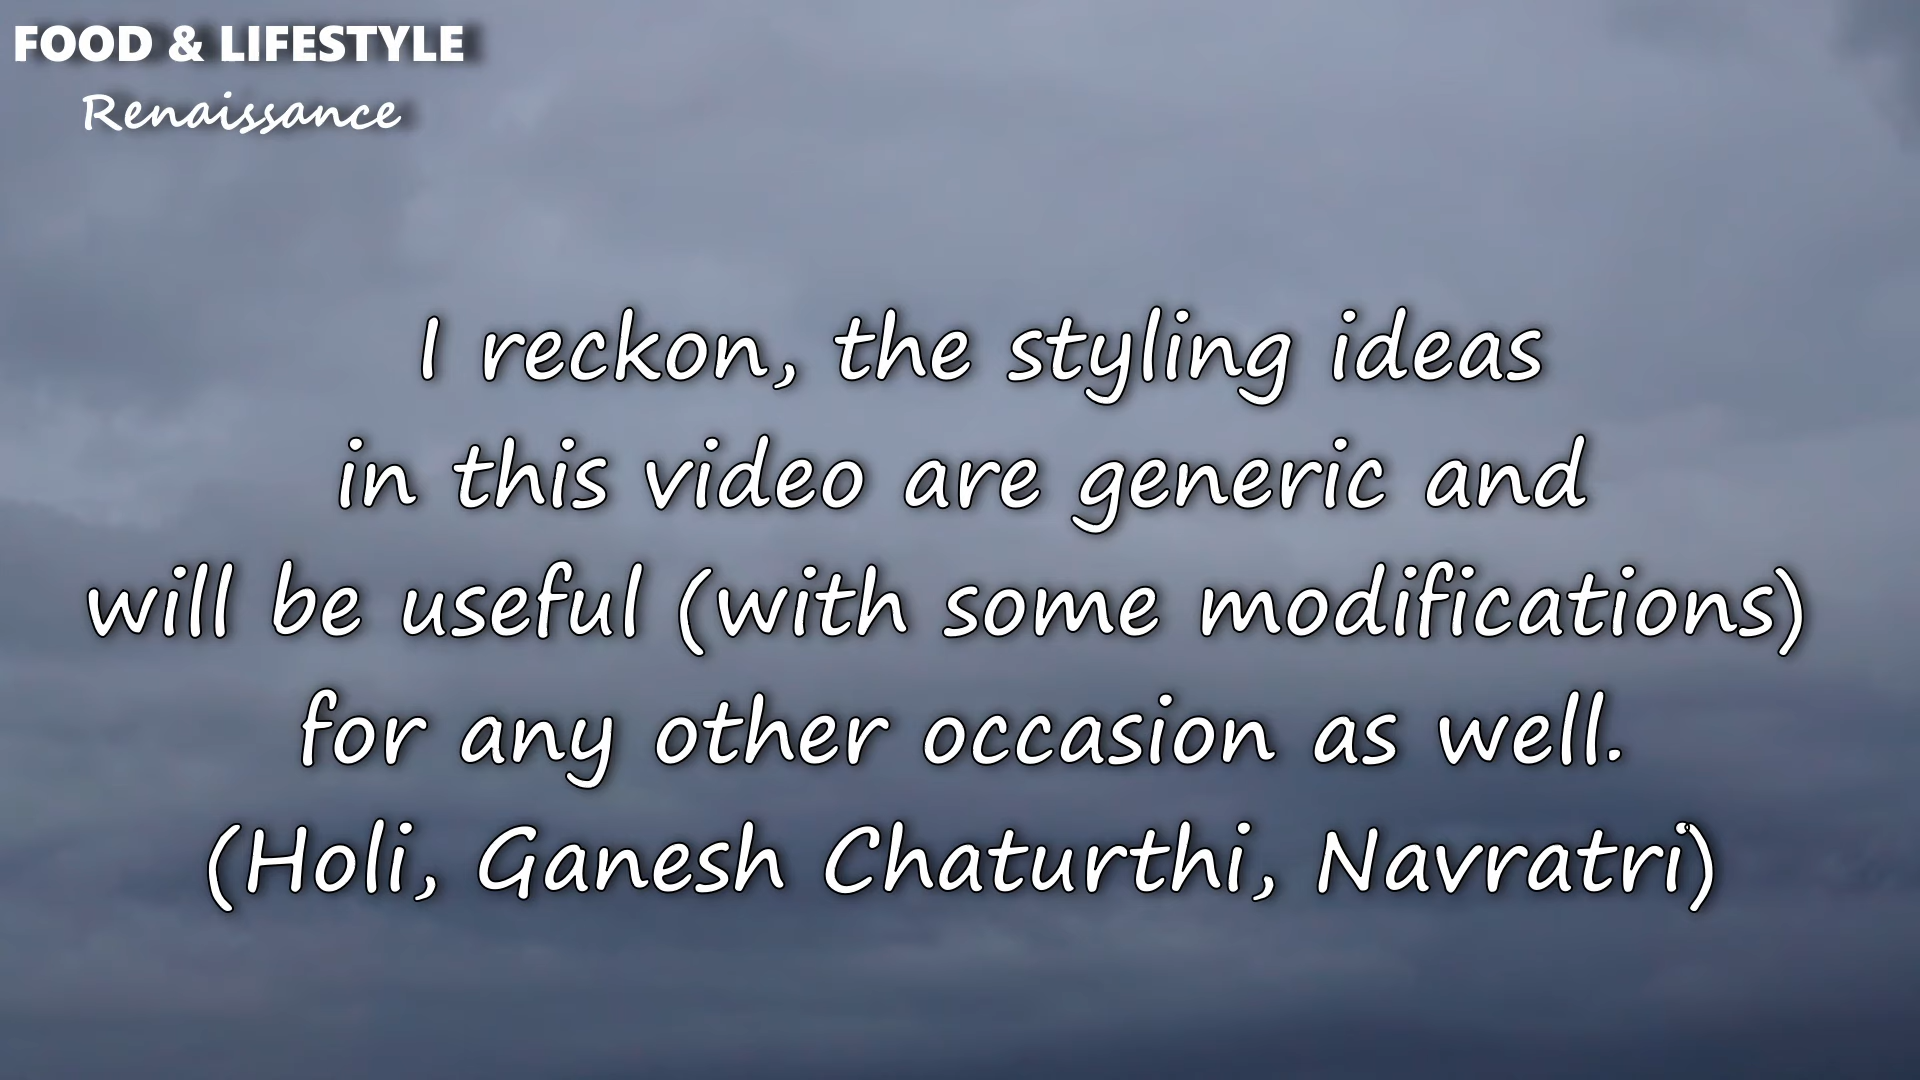 FOOD & LIFESTYLE
Renaissance
I reckon, the styling ideas
in this video are generic and
will be useful (with some modifications)
for any other occasion as well.
(Holi, Ganesh Chaturthi, Navratri)